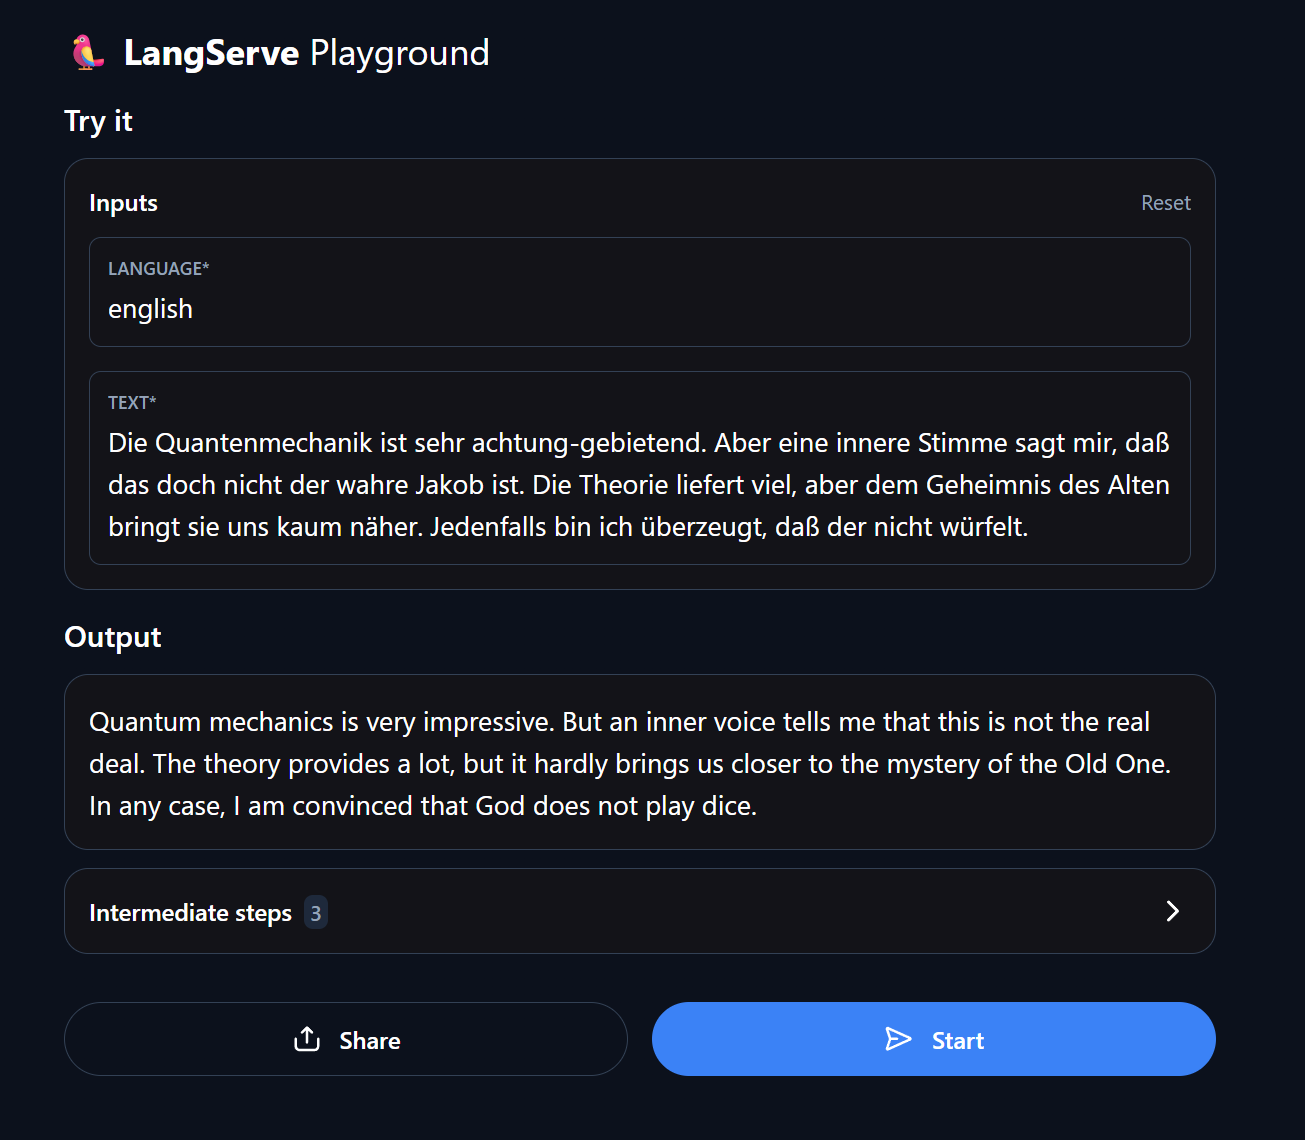 LangServe Playground
Try it
Inputs
Reset
LANGUAGE*
english
TEXT*
Die Quantenmechanik ist sehr achtung-gebietend. Aber eine innere Stimme sagt mir, daß
das doch nicht der wahre Jakob ist. Die Theorie liefert viel, aber dem Geheimnis des Alten
bringt sie uns kaum näher. Jedenfalls bin ich überzeugt, daß der nicht würfelt.
Output
Quantum mechanics is very impressive. But an inner voice tells me that this is not the real
deal. The theory provides a lot, but it hardly brings us closer to the mystery of the Old One.
In any case, I am convinced that God does not play dice.
Intermediate steps 3
Share
Start